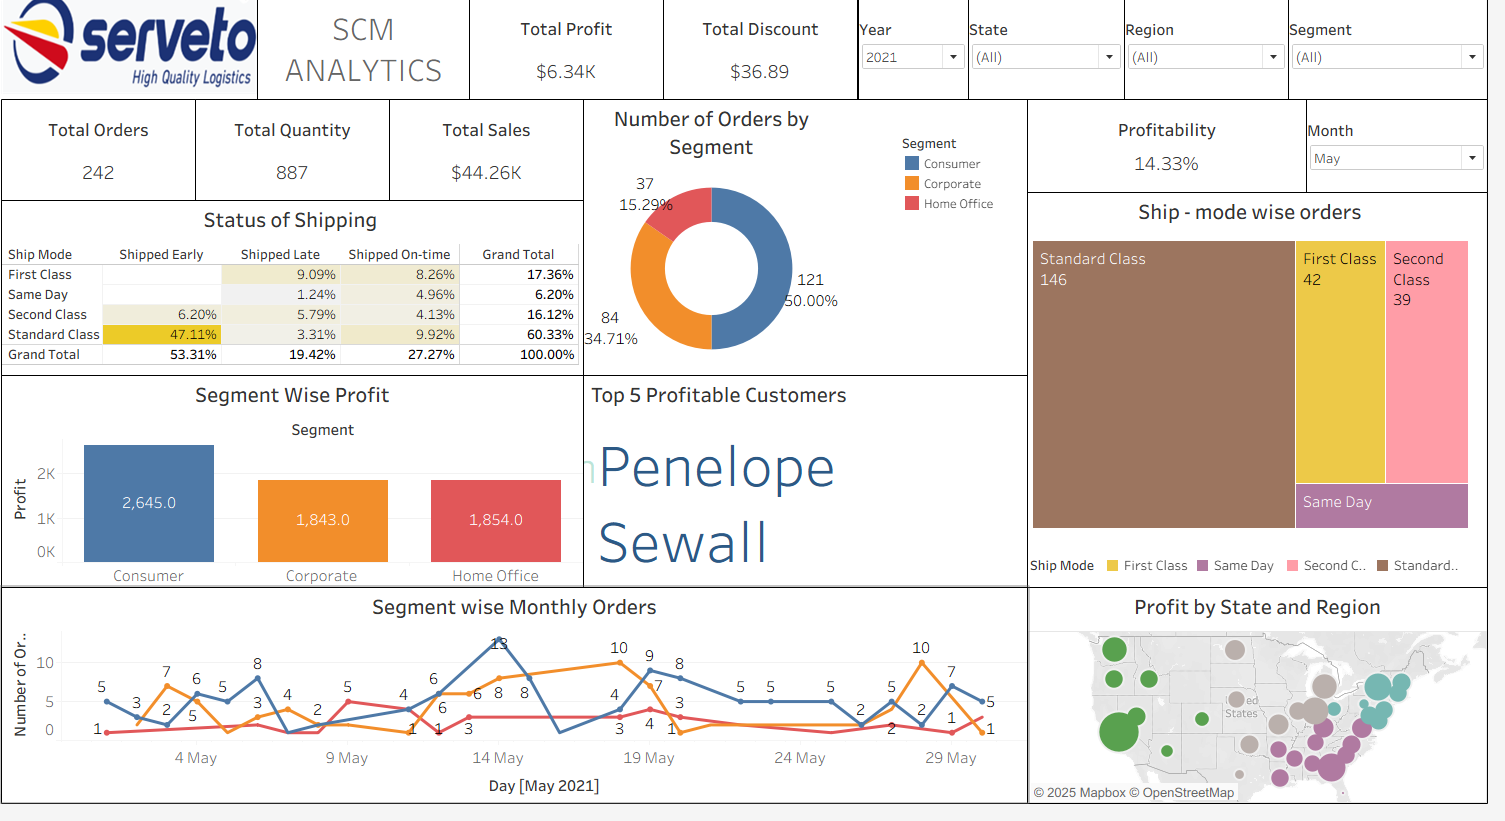 serveto
High Quality Logistics
SCM
ANALYTICS
Total Profit
$6.34K
Total Discount
$36.89
Year
2021
State
(All)
Region
(All)
Segment
(All)
Total Orders
242
Total Quantity
887
Total Sales
$44.26K
Number of Orders by
Segment
Segment
Consumer
Corporate
Home Office
37
15.29%
121
50.00%
84
34.71%
Profitability
14.33%
Month
May
Status of Shipping
Ship Mode Shipped Early Shipped Late Shipped On-time Grand Total
First Class 9.09% 8.26% 17.36%
Same Day 1.24% 4.96% 6.20%
Second Class 6.20% 5.79% 4.13% 16.12%
Standard Class 47.11% 3.31% 9.92% 60.33%
Grand Total 53.31% 19.42% 27.27% 100.00%
Ship - mode wise orders
Standard Class
146
First Class
42
Second
Class
39
Same Day
Ship Mode First Class Same Day Second C.. Standard..
Segment Wise Profit
Segment
Profit
2K
1K
0K
2,645.0
1,843.0
1,854.0
Consumer Corporate Home Office
Top 5 Profitable Customers
Penelope
Sewall
Segment wise Monthly Orders
Number of Or..
10
5
0
5 1 3 7 2 6 5 5 8 3 4 2 5 4 1 6 6 1 6 3 13 8 8 10 4 3 9 7 4 8 3 1 5 5 5 2 5 2 10 2 7 1 5 1
4 May 9 May 14 May 19 May 24 May 29 May
Day [May 2021]
Profit by State and Region
ed
States
© 2025 Mapbox © OpenStreetMap